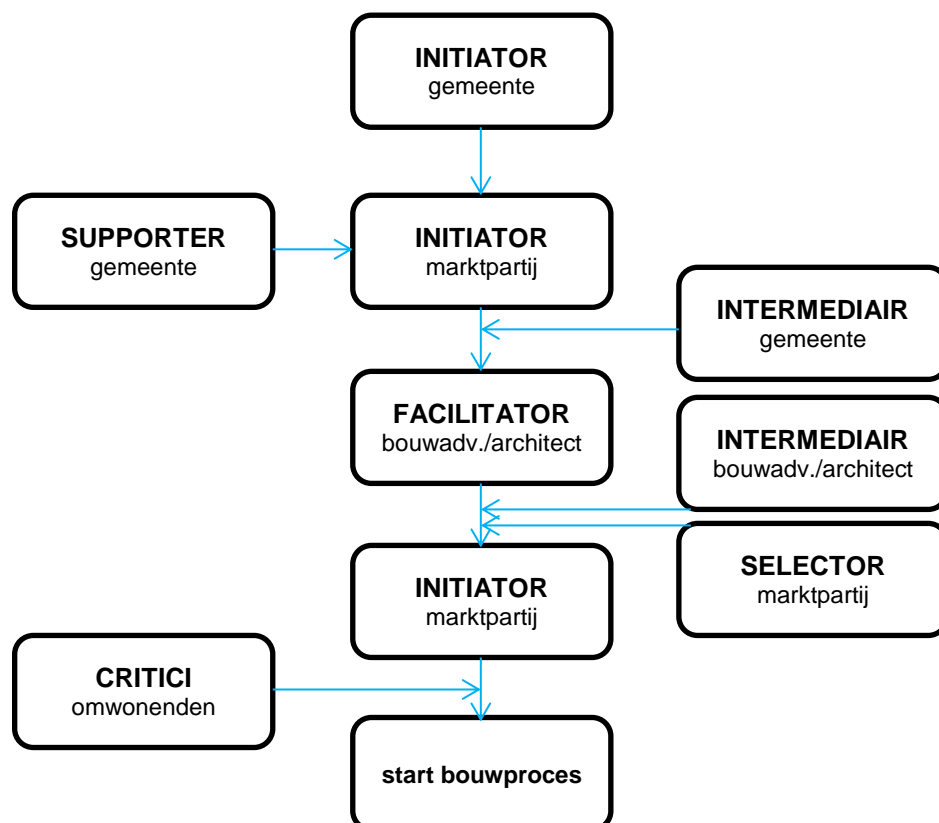 INITIATOR
gemeente
SUPPORTER
gemeente
INITIATOR
marktpartij
INTERMEDIAIR
gemeente
FACILITATOR
bouwadv./architect
INTERMEDIAIR
bouwadv./architect
INITIATOR
marktpartij
SELECTOR
marktpartij
CRITICI
omwonenden
start bouwproces